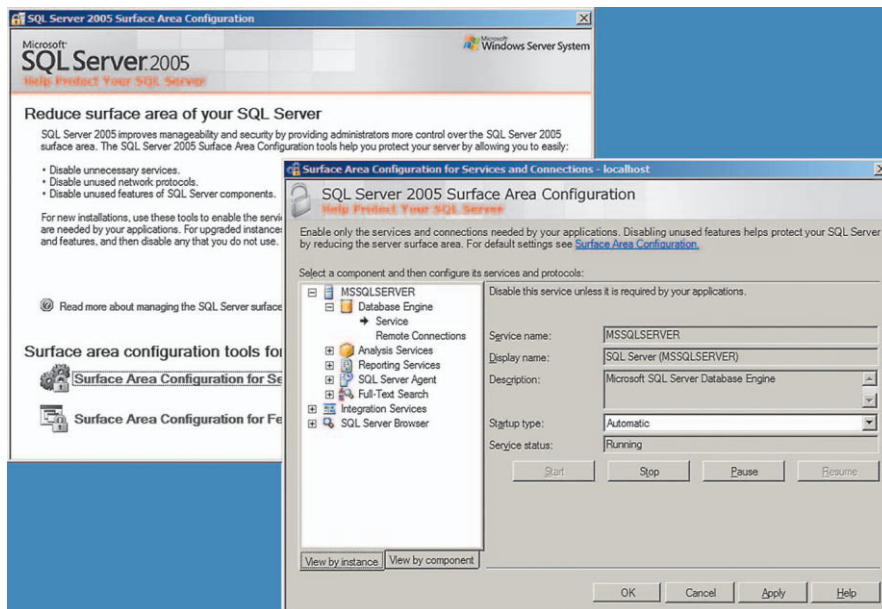 SQL Server 2005 Surface Area Configuration
Microsoft
SQL Server 2005
Help Protect Your SQL Server
Microsoft
Windows Server System
Reduce surface area of your SQL Server
SQL Server 2005 improves manageability and security by providing administrators more control over the SQL Server 2005
surface area. The SQL Server 2005 Surface Area Configuration tools help you protect your server by allowing you to easily:
• Disable unnecessary services.
• Disable unused network protocols.
• Disable unused features of SQL Server components.
For new installations, use these tools to enable the servi
are needed by your applications. For upgraded instances
and features, and then disable any that you do not use.
Read more about managing the SQL Server surface
Surface area configuration tools fo
Surface Area Configuration for Se
Surface Area Configuration for Fe
Surface Area Configuration for Services and Connections - localhost
SQL Server 2005 Surface Area Configuration
Help Protect Your SQL Server
Enable only the services and connections needed by your applications. Disabling unused features helps protect your SQL Server
by reducing the server surface area. For default settings see Surface Area Configuration.
Select a component and then configure its services and protocols:
MSSQLSERVER
Database Engine
Service
Remote Connections
Analysis Services
Reporting Services
SQL Server Agent
Full-Text Search
Integration Services
SQL Server Browser
View by instance
View by component
Disable this service unless it is required by your applications.
Service name: MSSQLSERVER
Display name: SQL Server (MSSQLSERVER)
Description: Microsoft SQL Server Database Engine
Startup type: Automatic
Service status: Running
Start Stop Pause Resume
OK Cancel Apply Help